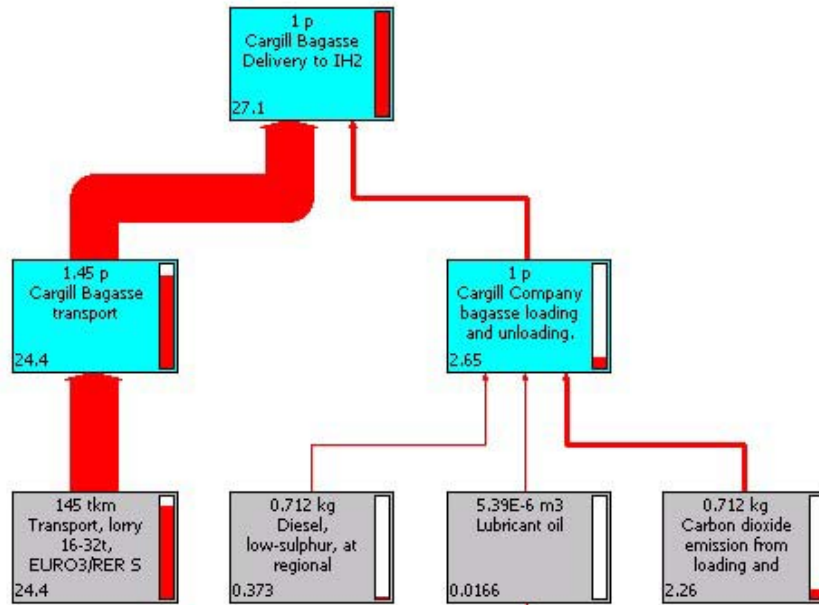 1 p
Cargill Bagasse
Delivery to IH2
27.1
1.45 p
Cargill Bagasse
transport
24.4
1 p
Cargill Company
bagasse loading
and unloading.
2.65
145 tkm
Transport, lorry
16-32t,
EURO3/RER S
24.4
0.712 kg
Diesel,
low-sulphur, at
regional
0.373
5.39E-6 m3
Lubricant oil
0.0166
0.712 kg
Carbon dioxide
emission from
loading and
2.26